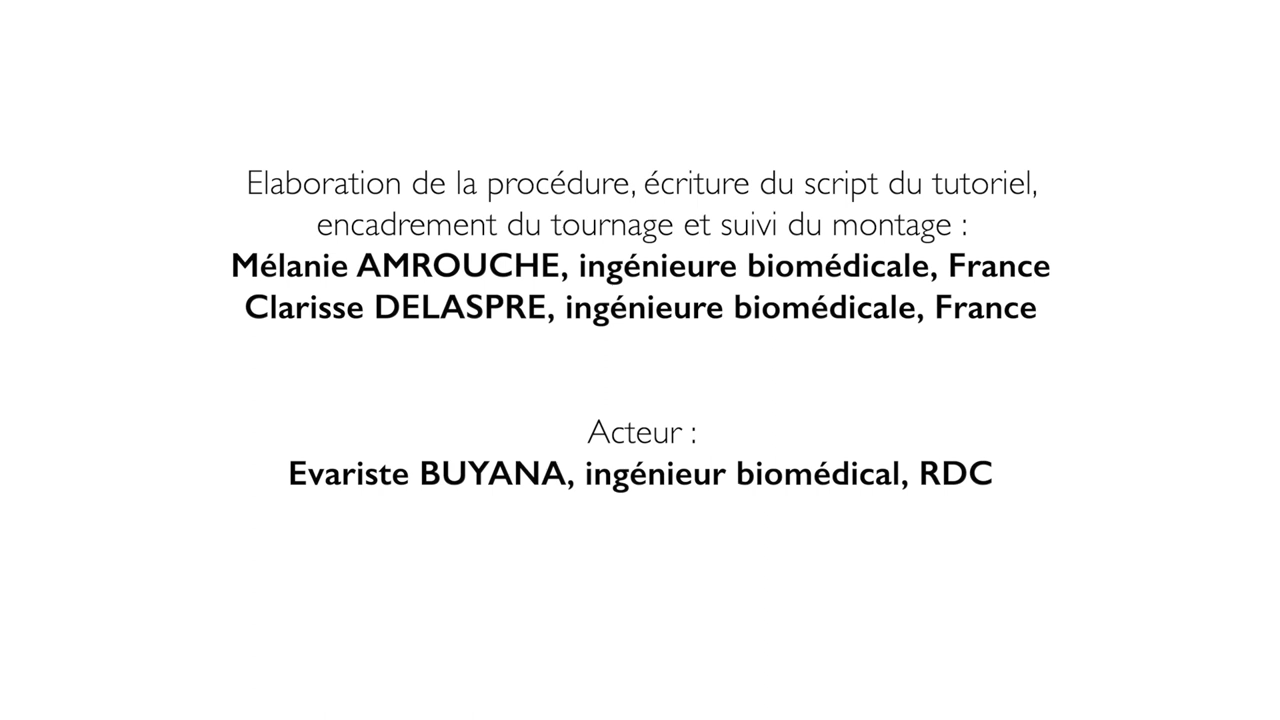 Elaboration de la procédure, écriture du script du tutoriel,
encadrement du tournage et suivi du montage :
Mélanie AMROUCHE, ingénieure biomédicale, France
Clarisse DELASPRE, ingénieure biomédicale, France
Acteur :
Evariste BUYANA, ingénieur biomédical, RDC